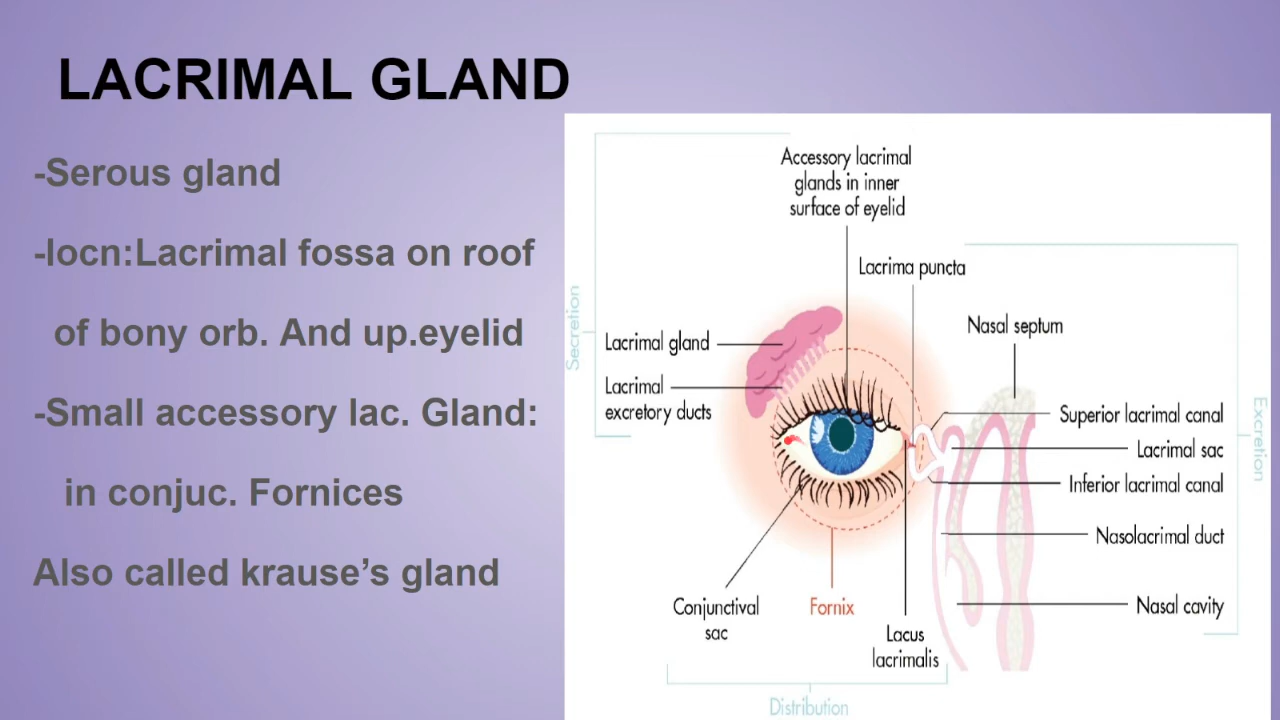 LACRIMAL GLAND
-Serous gland
-locn:Lacrimal fossa on roof
of bony orb. And up.eyelid
-Small accessory lac. Gland:
in conjuc. Fornices
Also called krause’s gland
Accessory lacrimal
glands in inner
surface of eyelid
Lacrima puncta
Nasal septum
Secretion
Lacrimal gland
Lacrimal
excretory ducts
Superior lacrimal canal
Lacrimal sac
Inferior lacrimal canal
Excretion
Nasolacrimal duct
Nasal cavity
Conjunctival
sac
Fornix
Lacus
lacrimalis
Distribution